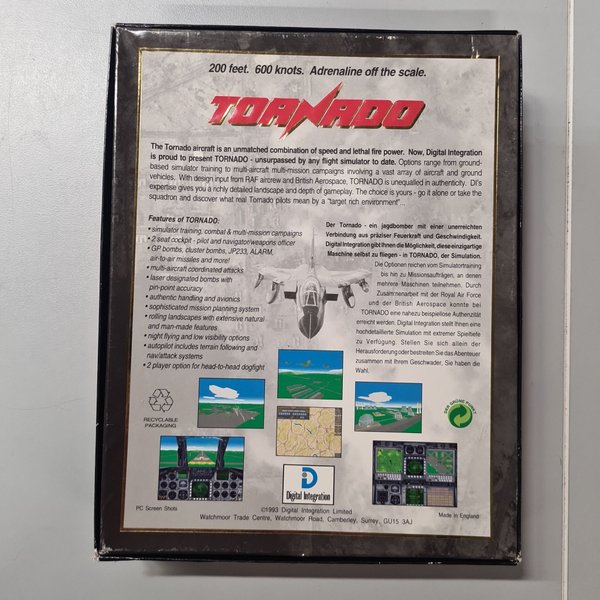 200 feet. 600 knots. Adrenaline off the scale.
TORNADO
The Tornado aircraft is an unmatched combination of speed and lethal fire power. Now, Digital Integration
is proud to present TORNADO - unsurpassed by any flight simulator to date. Options range from ground-
based simulator training to multi-aircraft multi-mission campaigns involving a vast array of aircraft and ground
vehicles. With design input from RAF aircrew and British Aerospace, TORNADO is unequalled in authenticity. DI's
expertise gives you a richly detailed landscape and depth of gameplay. The choice is yours - go it alone or take the
squadron and discover what real Tornado pilots mean by a "target rich environment"...
Features of TORNADO:
• simulator training, combat & multi-mission campaigns
• 2 seat cockpit - pilot and navigator/weapons officer
• GP bombs, cluster bombs, JP233, ALARM,
air-to-air missiles and more!
• multi-aircraft coordinated attacks
• laser designated bombs with
pin-point accuracy
• authentic handling and avionics
• sophisticated mission planning system
• rolling landscapes with extensive natural
and man-made features
• night flying and low visibility options
• autopilot includes terrain following and
nav/attack systems
• 2 player option for head-to-head dogfight
Der Tornado - ein jagdbomber mit einer unerreichten
Verbindung aus präziser Feuerkraft und Geschwindigkeit.
Digital Integration gibt Ihnen die Möglichkeit, diese einzigartige
Maschine selbst zu fliegen - in TORNADO, der Simulation.
Die Optionen reichen vom Simulatortraining
bis hin zu Missionsaufträgen, an denen
mehrere Maschinen teilnehmen. Durch
Zusammenarbeit mit der Royal Air Force
und der British Aerospace konnte bei
TORNADO eine nahezu beispiellose Authenzität
erreicht werden. Digital Integration stellt Ihnen eine
hochdetaillierte Simulation mit extremer Spieltiefe
zu Verfügung. Stellen Sie sich allein der
Herausforderung oder bestreiten Sie das Abenteuer
zusammen mit Ihrem Geschwader, Sie haben die
Wahl.
RECYCLABLE
PACKAGING
DER GRÜNE PUNKT
Digital Integration
PC Screen Shots
©1993 Digital Integration Limited
Watchmoor Trade Centre, Watchmoor Road, Camberley, Surrey, GU15 3AJ
Made In England